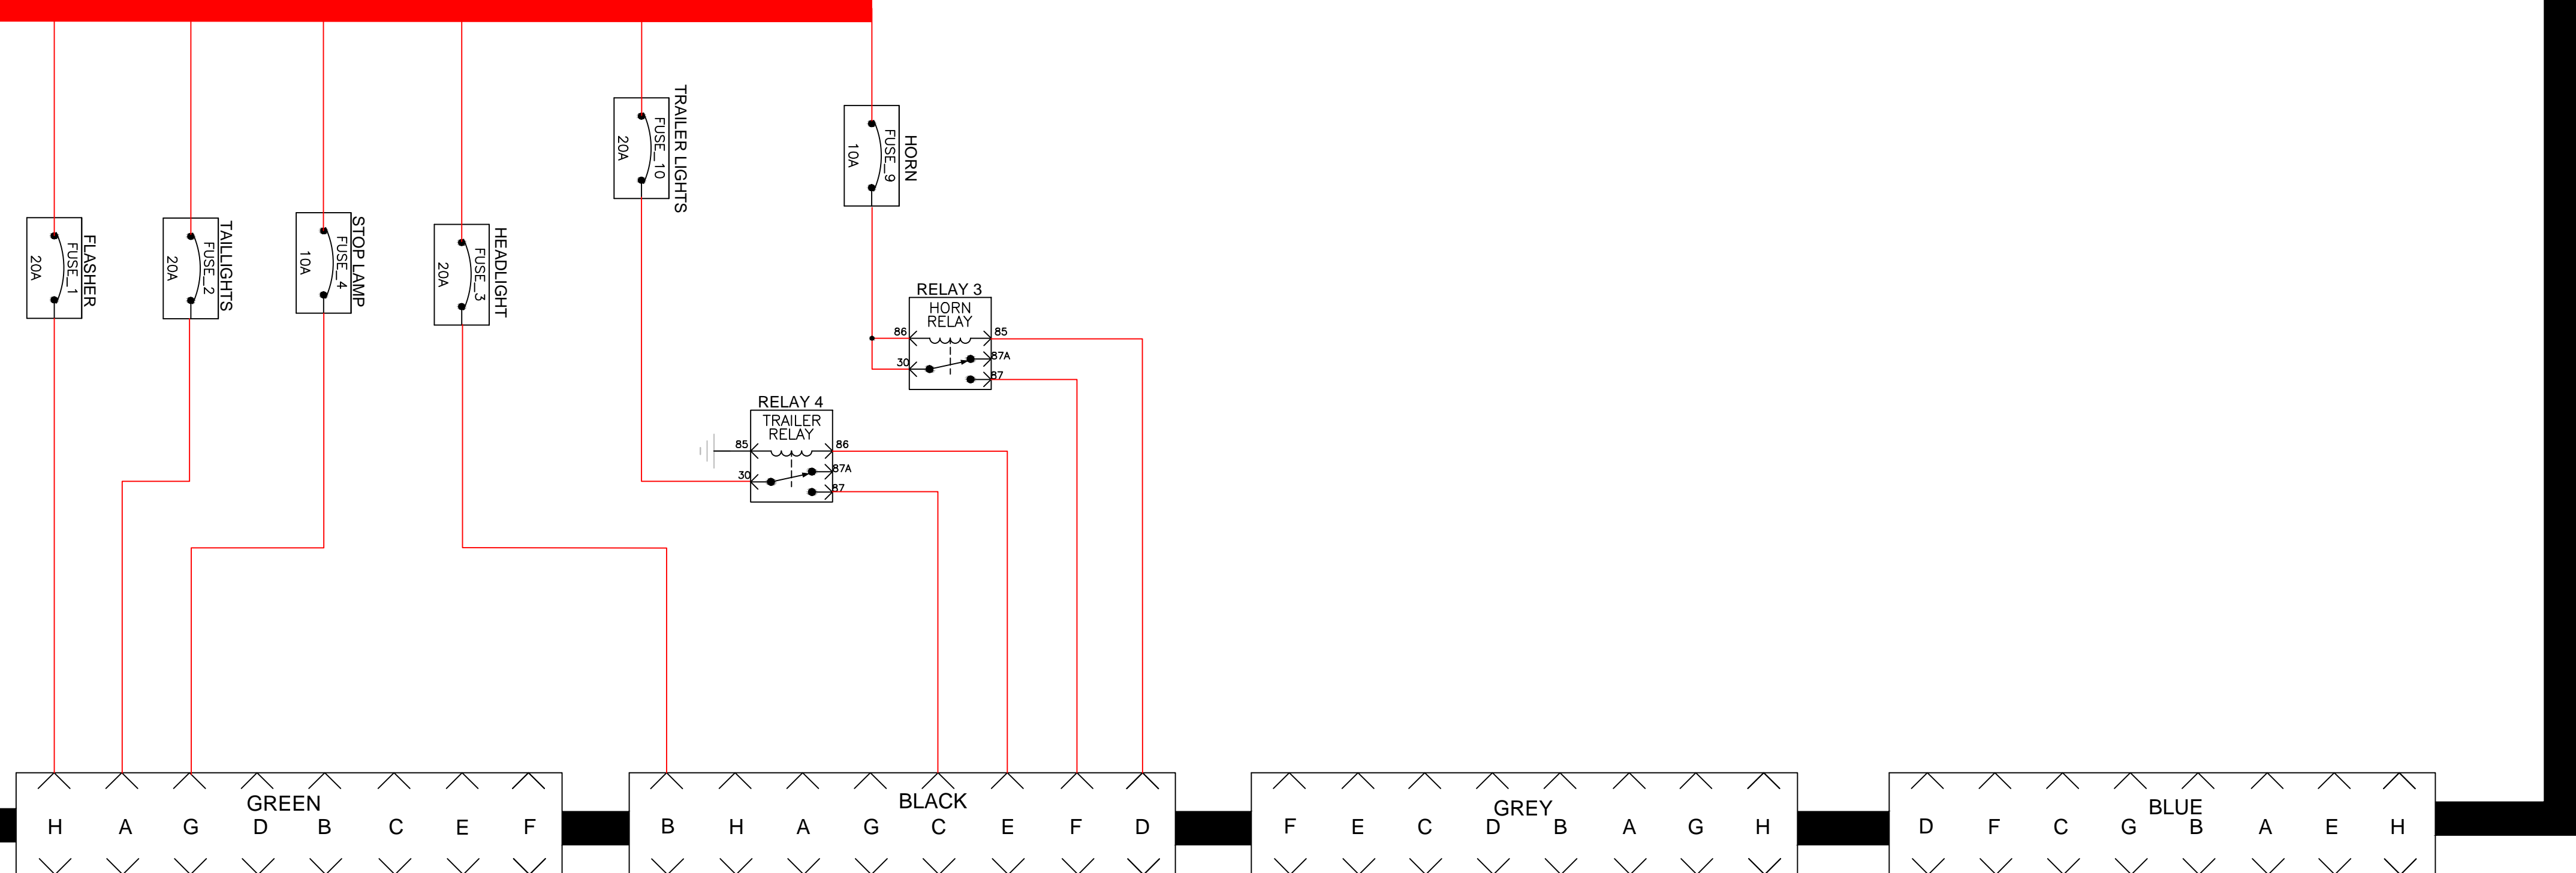 FLASHER
FUSE_1
20A
TAILLIGHTS
FUSE_2
20A
STOP LAMP
FUSE_4
10A
HEADLIGHT
FUSE_3
20A
TRAILER LIGHTS
FUSE_10
20A
HORN
FUSE_9
10A
RELAY 3
HORN
RELAY
86
85
87A
30
87
RELAY 4
TRAILER
RELAY
85
86
87A
30
87
GREEN
H A G D B C E F
BLACK
B H A G C E F D
GREY
F E C D B A G H
BLUE
D F C G B A E H